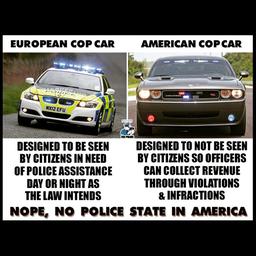 EUROPEAN COP CAR
AMERICAN COP CAR
MX12 EFW
DESIGNED TO BE SEEN
BY CITIZENS IN NEED
OF POLICE ASSISTANCE
DAY OR NIGHT AS
THE LAW INTENDS
DESIGNED TO NOT BE SEEN
BY CITIZENS SO OFFICERS
CAN COLLECT REVENUE
THROUGH VIOLATIONS
& INFRACTIONS
NOPE, NO POLICE STATE IN AMERICA